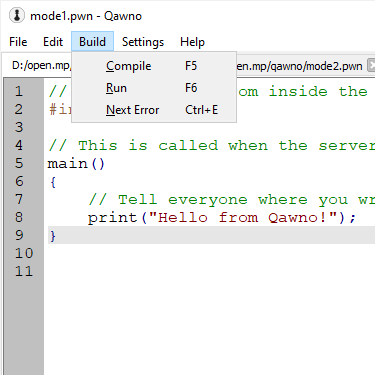 mode1.pwn - Qawno
File Edit Build Settings Help
D:/open.mp/ en.mp/qawno/mode2.pwn
Compile F5
Run F6
Next Error Ctrl+E
1 // om inside the
2 #in
3
4 // This is called when the server
5 main()
6 {
7 // Tell everyone where you wr
8 print("Hello from Qawno!");
9 }
10
11